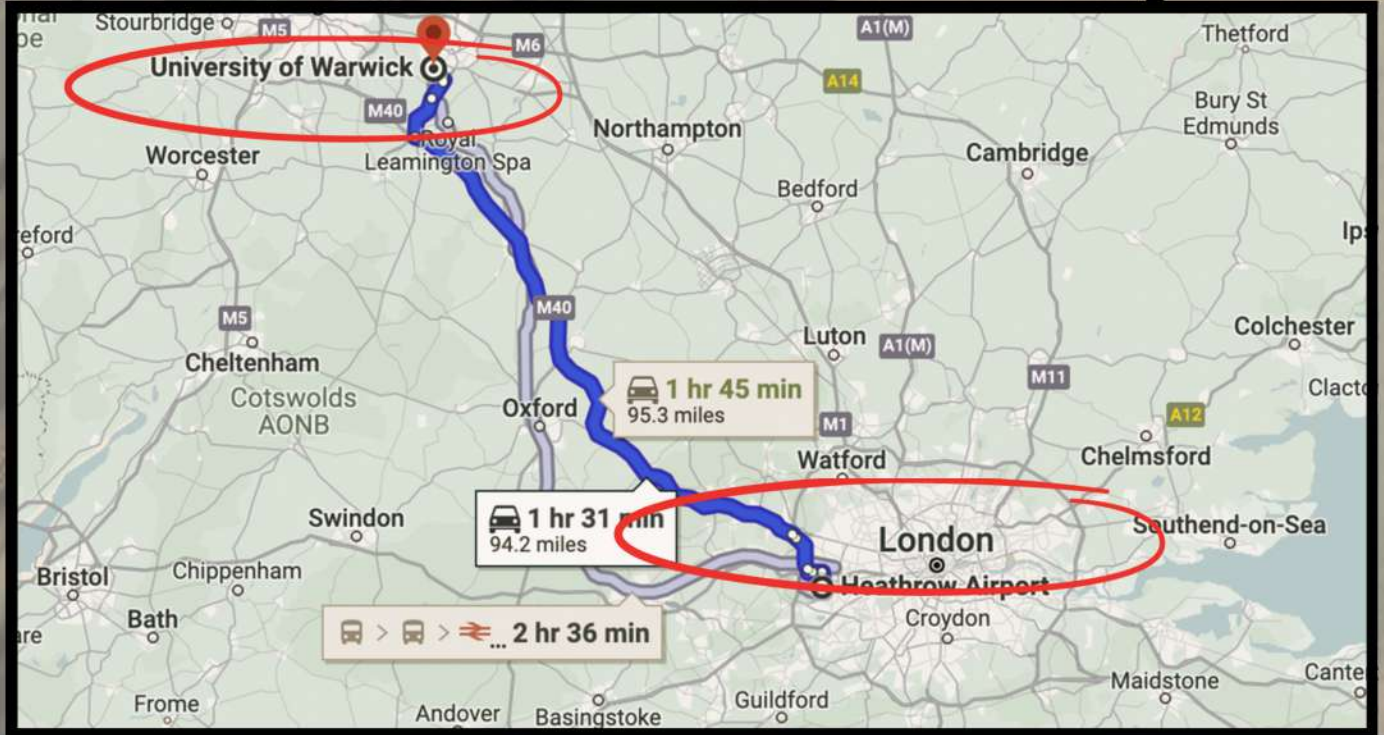 Stourbridge
M5
M6
A1(M)
Thetford
University of Warwick
A14
M40
Northampton
Bury St
Edmunds
Worcester
Royal
Leamington Spa
Cambridge
Bedford
eford
M5
M40
Luton
A1(M)
Colchester
Cheltenham
1 hr 45 min
95.3 miles
M11
Cotswolds
AONB
Oxford
M1
A12
Watford
Chelmsford
1 hr 31 min
94.2 miles
Swindon
London
Southend-on-Sea
Bristol
Chippenham
Heathrow Airport
Bath
Croydon
... 2 hr 36 min
Maidstone
Frome
Andover
Basingstoke
Guildford